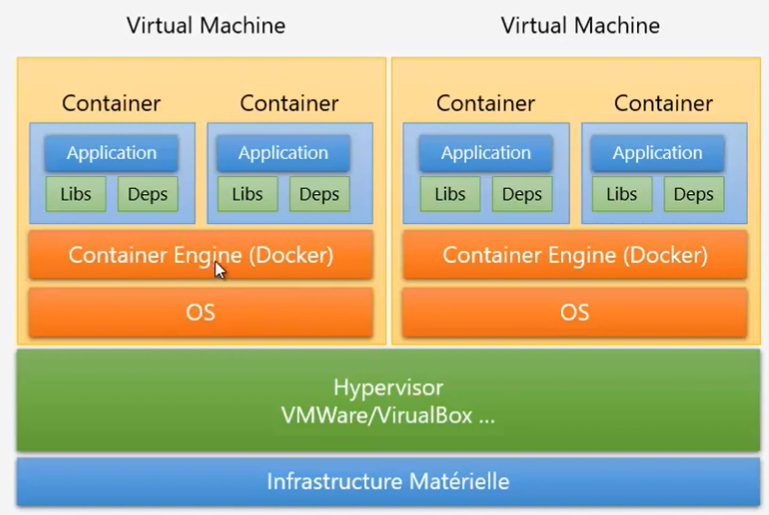 Virtual Machine
Virtual Machine
Container
Container
Container
Container
Application
Application
Application
Application
Libs
Deps
Libs
Deps
Libs
Deps
Libs
Deps
Container Engine (Docker)
Container Engine (Docker)
OS
OS
Hypervisor
VMWare/VirualBox ...
Infrastructure Matérielle